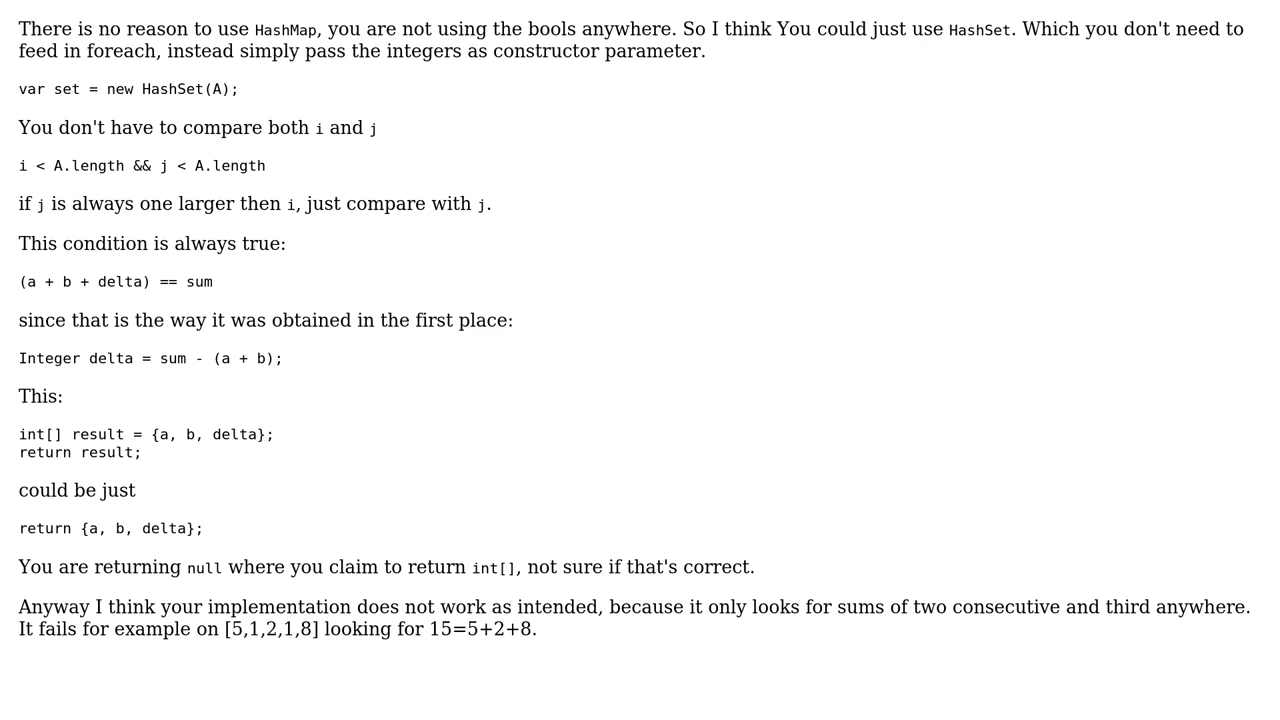 There is no reason to use HashMap, you are not using the bools anywhere. So I think You could just use HashSet. Which you don't need to
feed in foreach, instead simply pass the integers as constructor parameter.
var set = new HashSet(A);
You don't have to compare both i and j
i < A.length && j < A.length
if j is always one larger then i, just compare with j.
This condition is always true:
(a + b + delta) == sum
since that is the way it was obtained in the first place:
Integer delta = sum - (a + b);
This:
int[] result = {a, b, delta};
return result;
could be just
return {a, b, delta};
You are returning null where you claim to return int[], not sure if that's correct.
Anyway I think your implementation does not work as intended, because it only looks for sums of two consecutive and third anywhere.
It fails for example on [5,1,2,1,8] looking for 15=5+2+8.